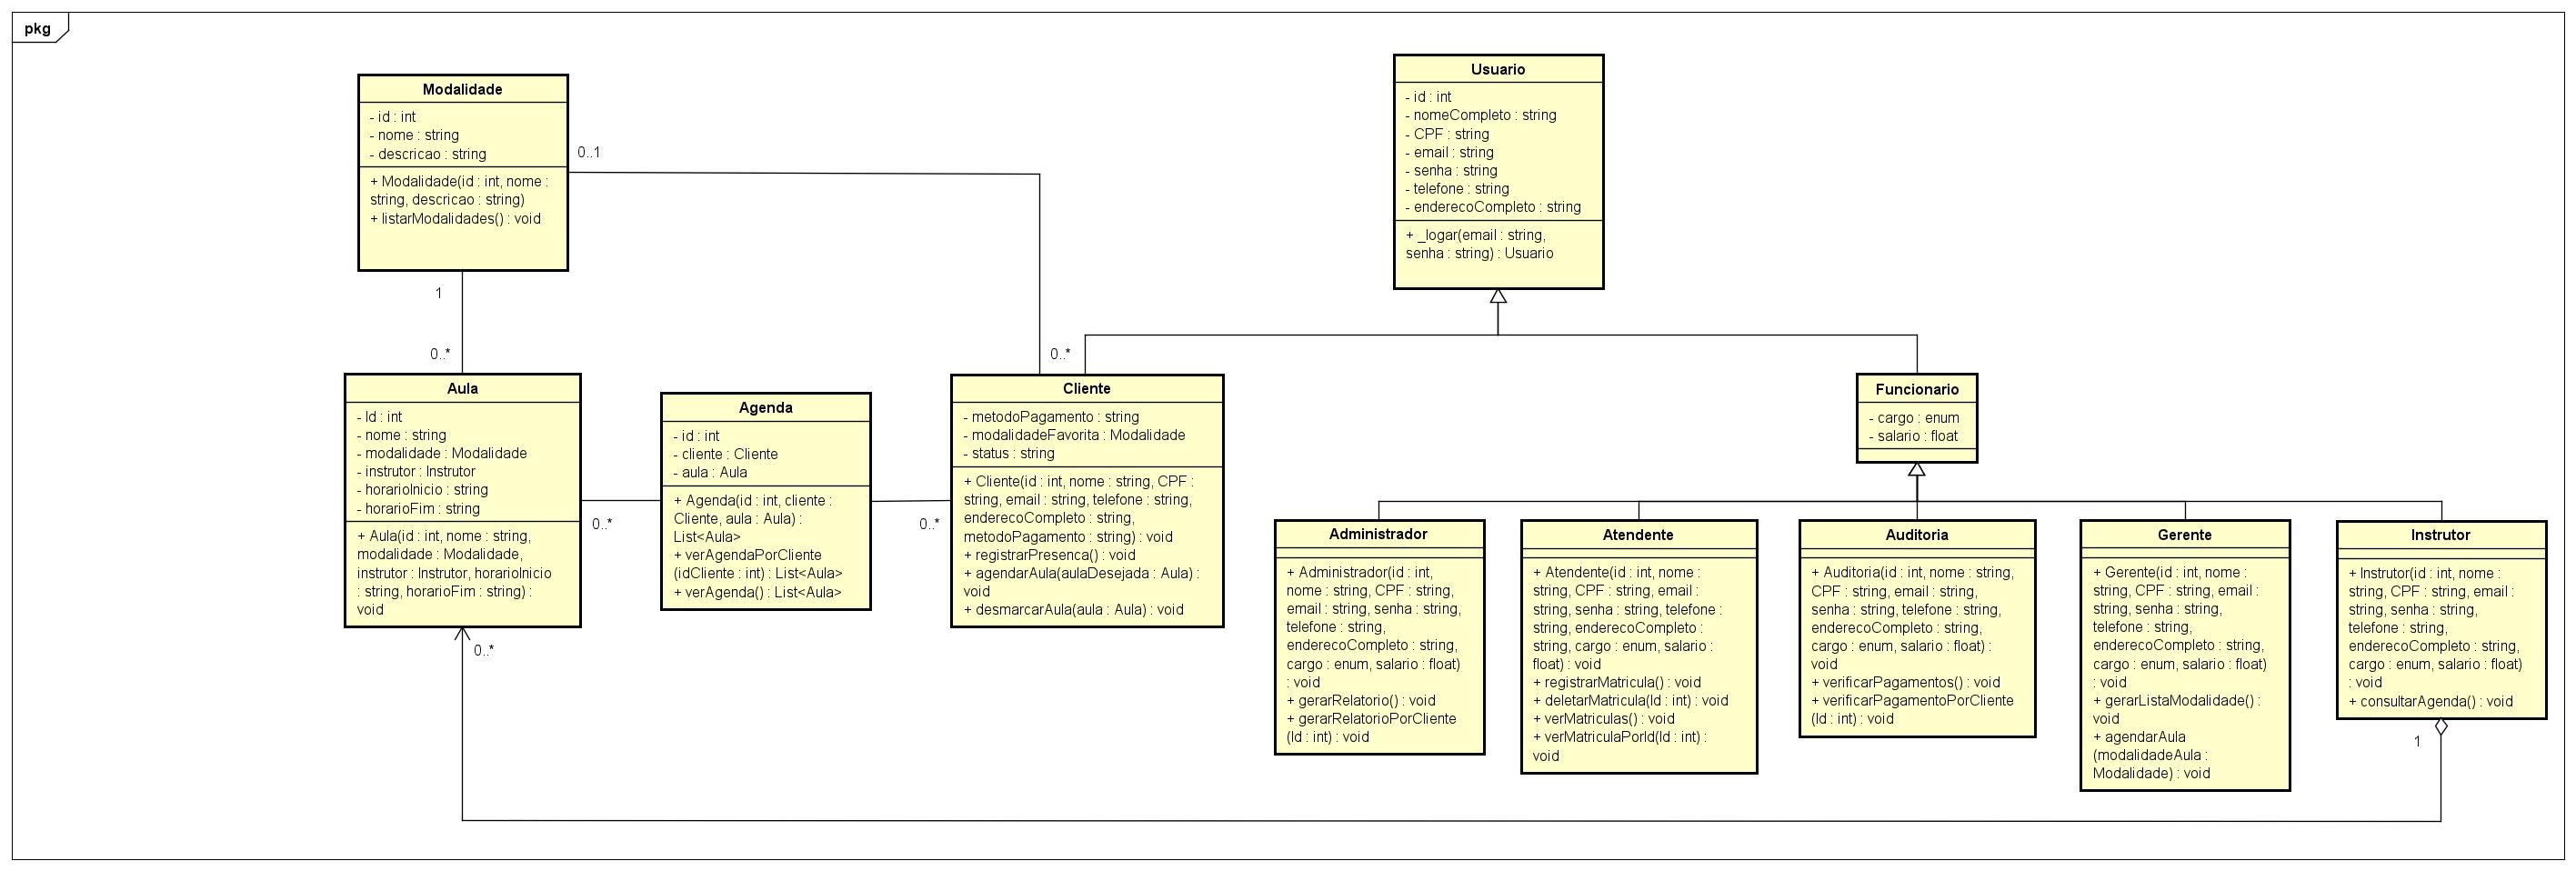 pkg
Modalidade
- id : int
- nome : string
- descricao : string
+ Modalidade(id : int, nome :
string, descricao : string)
+ listarModalidades() : void
0..1
1
0..*
Usuario
- id : int
- nomeCompleto : string
- CPF : string
- email : string
- senha : string
- telefone : string
- enderecoCompleto : string
+ _logar(email : string,
senha : string) : Usuario
0..*
Aula
- Id : int
- nome : string
- modalidade : Modalidade
- instrutor : Instrutor
- horarioInicio : string
- horarioFim : string
+ Aula(id : int, nome : string,
modalidade : Modalidade,
instrutor : Instrutor, horarioInicio
: string, horarioFim : string) :
void
0..*
0..*
Agenda
- id : int
- cliente : Cliente
- aula : Aula
+ Agenda(id : int, cliente :
Cliente, aula : Aula) :
List<Aula>
+ verAgendaPorCliente
(idCliente : int) : List<Aula>
+ verAgenda() : List<Aula>
0..*
Cliente
- metodoPagamento : string
- modalidadeFavorita : Modalidade
- status : string
+ Cliente(id : int, nome : string, CPF :
string, email : string, telefone : string,
enderecoCompleto : string,
metodoPagamento : string) : void
+ registrarPresenca() : void
+ agendarAula(aulaDesejada : Aula) :
void
+ desmarcarAula(aula : Aula) : void
Funcionario
- cargo : enum
- salario : float
Administrador
+ Administrador(id : int,
nome : string, CPF : string,
email : string, senha : string,
telefone : string,
enderecoCompleto : string,
cargo : enum, salario : float)
: void
+ gerarRelatorio() : void
+ gerarRelatorioPorCliente
(Id : int) : void
Atendente
+ Atendente(id : int, nome :
string, CPF : string, email :
string, senha : string, telefone :
string, enderecoCompleto :
string, cargo : enum, salario :
float) : void
+ registrarMatricula() : void
+ deletarMatricula(Id : int) : void
+ verMatriculas() : void
+ verMatriculaPorId(Id : int) :
void
Auditoria
+ Auditoria(id : int, nome : string,
CPF : string, email : string,
senha : string, telefone : string,
enderecoCompleto : string,
cargo : enum, salario : float) :
void
+ verificarPagamentos() : void
+ verificarPagamentoPorCliente
(Id : int) : void
Gerente
+ Gerente(id : int, nome :
string, CPF : string, email :
string, senha : string,
telefone : string,
enderecoCompleto : string,
cargo : enum, salario : float)
: void
+ gerarListaModalidade() :
void
+ agendarAula
(modalidadeAula :
Modalidade) : void
Instrutor
+ Instrutor(id : int, nome :
string, CPF : string, email :
string, senha : string,
telefone : string,
enderecoCompleto : string,
cargo : enum, salario : float)
: void
+ consultarAgenda() : void
1